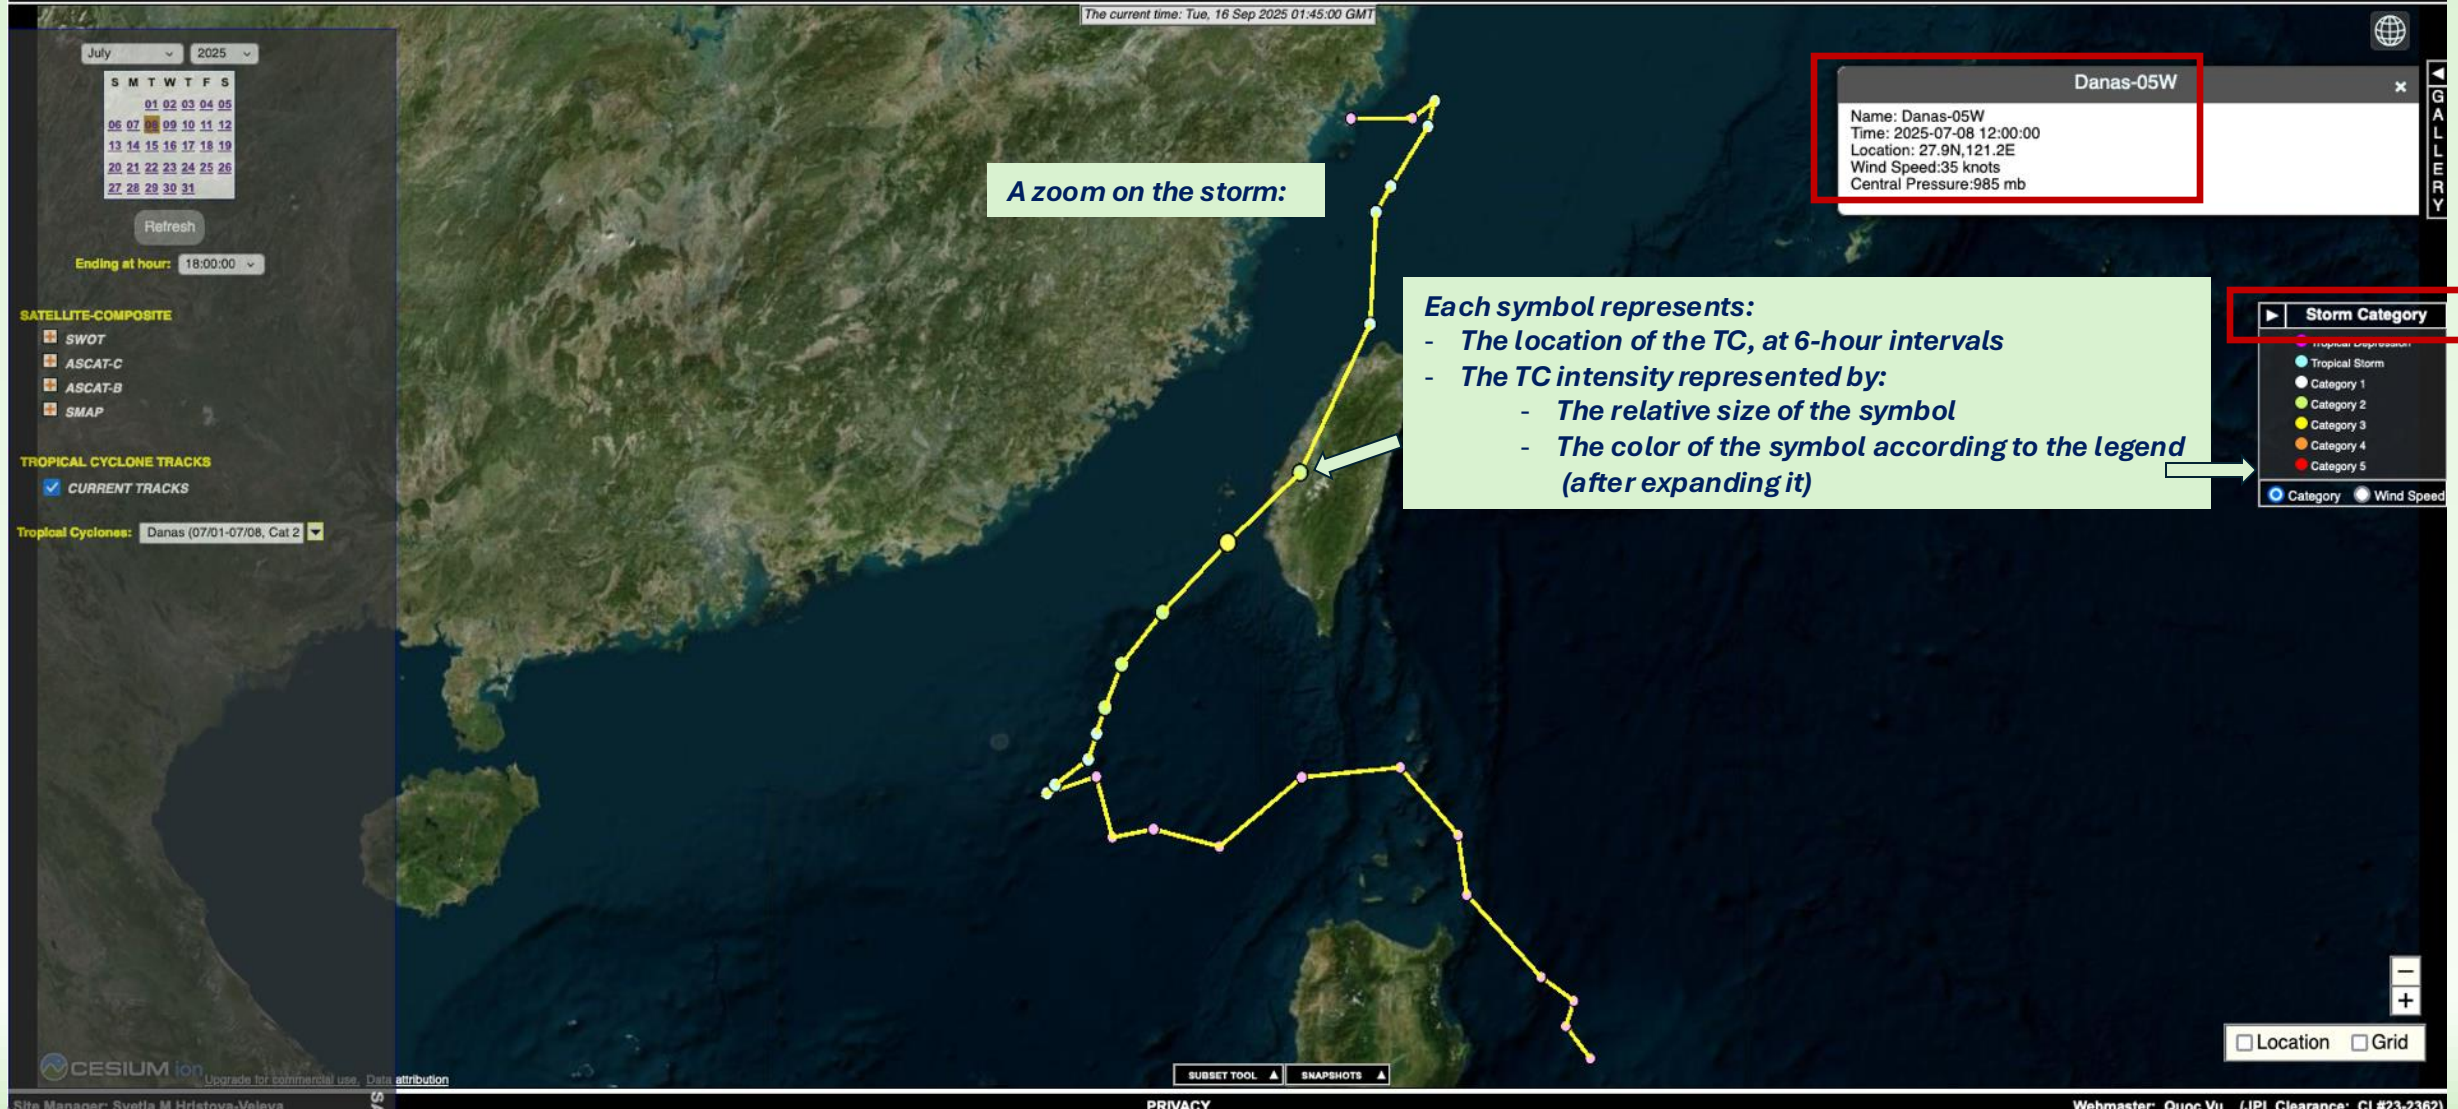 The current time: Tue, 16 Sep 2025 01:45:00 GMT
July 2025
S M T W T F S
01 02 03 04 05
06 07 08 09 10 11 12
13 14 15 16 17 18 19
20 21 22 23 24 25 26
27 28 29 30 31
Refresh
Ending at hour: 18:00:00
SATELLITE-COMPOSITE
SWOT
ASCAT-C
ASCAT-B
SMAP
TROPICAL CYCLONE TRACKS
CURRENT TRACKS
Tropical Cyclones: Danas (07/01-07/08, Cat 2
A zoom on the storm:
Danas-05W
Name: Danas-05W
Time: 2025-07-08 12:00:00
Location: 27.9N,121.2E
Wind Speed:35 knots
Central Pressure:985 mb
GALLERY
Each symbol represents:
- The location of the TC, at 6-hour intervals
- The TC intensity represented by:
- The relative size of the symbol
- The color of the symbol according to the legend
(after expanding it)
Storm Category
Tropical Depression
Tropical Storm
Category 1
Category 2
Category 3
Category 4
Category 5
Category Wind Speed
Location Grid
CESIUM ion
Upgrade for commercial use. Data attribution
SUBSET TOOL SNAPSHOTS
Site Manager: Svetla M Hristova-Veleva
PRIVACY
Webmaster: Quoc Vu (JPL Clearance: CL#23-2362)